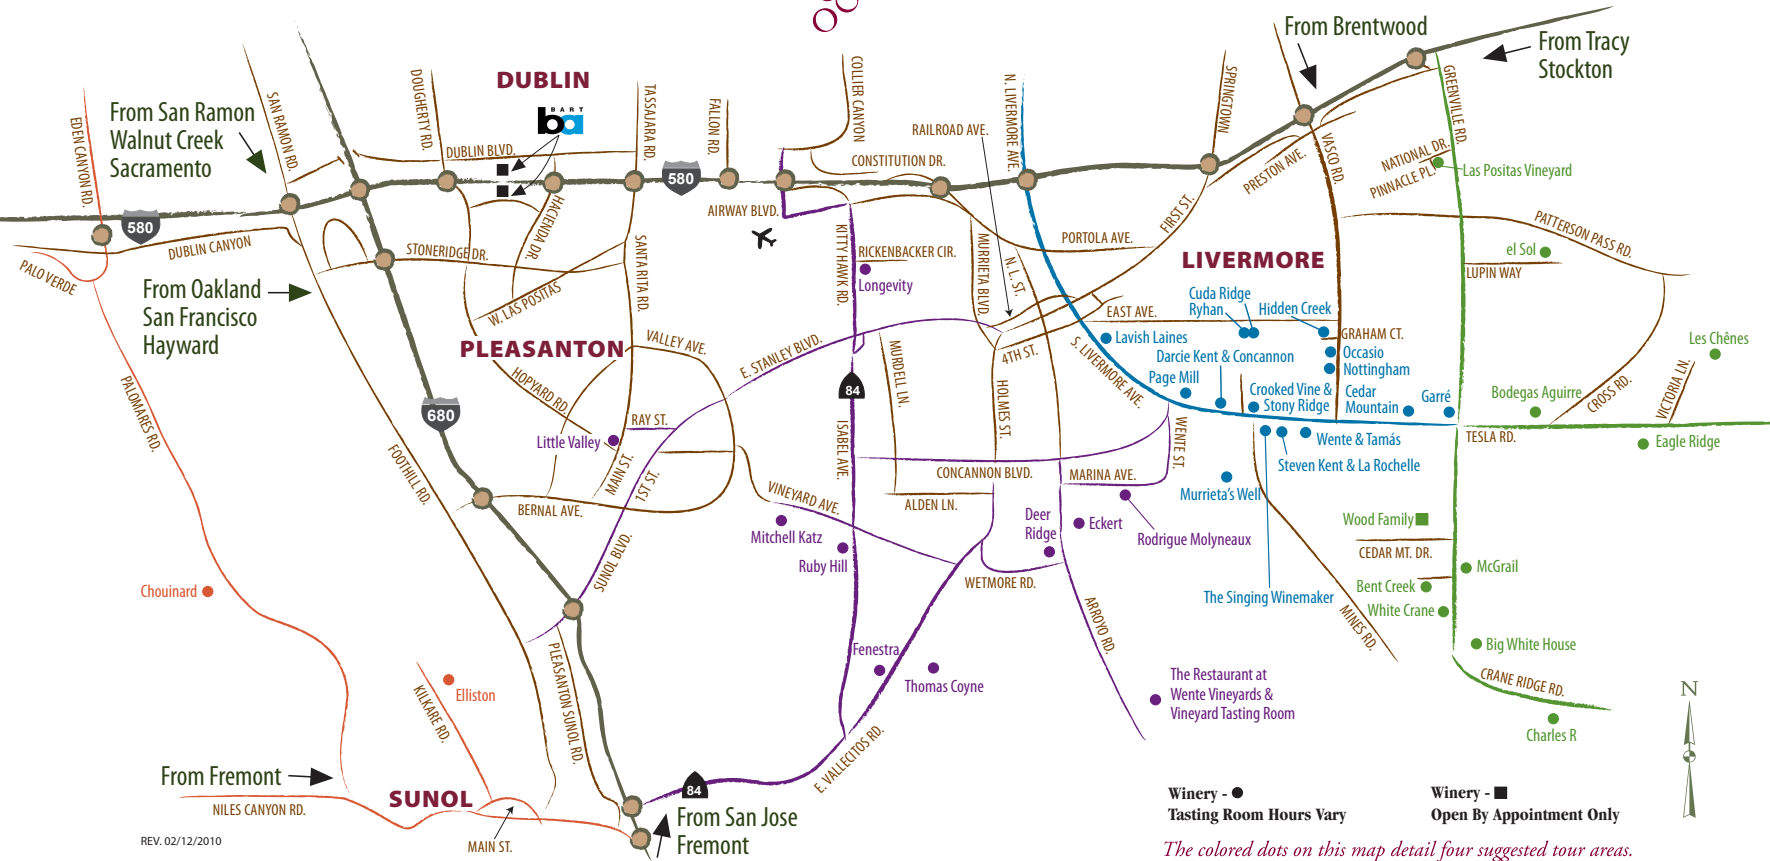 From Brentwood
From Tracy
Stockton
DUBLIN
BART
ba
From San Ramon
Walnut Creek
Sacramento
EDEN CANYON RD.
SAN RAMON RD.
DOUGHERTY RD.
DUBLIN BLVD.
TASSAJARA RD.
FALLON RD.
COLLIER CANYON
RAILROAD AVE.
CONSTITUTION DR.
N. LIVERMORE AVE.
SPRINGTOWN
PRESTON AVE.
VASCO RD.
GREENVILLE RD.
NATIONAL DR.
PINNACLE PL.
Las Positas Vineyard
580
580
AIRWAY BLVD.
HACIENDA DR.
DUBLIN CANYON
PALO VERDE
STONERIDGE DR.
W. LAS POSITAS
SANTA RITA RD.
KITTY HAWK RD.
RICKENBACKER CIR.
Longevity
MURRIETA BLVD.
N. L. ST.
PORTOLA AVE.
FIRST ST.
LIVERMORE
PATTERSON PASS RD.
el Sol
LUPIN WAY
From Oakland
San Francisco
Hayward
PLEASANTON
VALLEY AVE.
E. STANLEY BLVD.
MURDELL LN.
4TH ST.
HOLMES ST.
EAST AVE.
S. LIVERMORE AVE.
Cuda Ridge
Ryhan
Hidden Creek
GRAHAM CT.
Lavish Laines
Darcie Kent & Concannon
Page Mill
Occasio
Nottingham
Crooked Vine &
Stony Ridge
Cedar
Mountain
Garré
Bodegas Aguirre
CROSS RD.
VICTORIA LN.
Les Chênes
TESLA RD.
Eagle Ridge
PALOMARES RD.
680
HOPYARD RD.
RAY ST.
Little Valley
MAIN ST.
1ST ST.
84
ISABEL AVE.
FOOTHILL RD.
BERNAL AVE.
VINEYARD AVE.
CONCANNON BLVD.
ALDEN LN.
MARINA AVE.
WENTE ST.
Wente & Tamás
Steven Kent & La Rochelle
Murrieta's Well
Mitchell Katz
Ruby Hill
Deer
Ridge
Eckert
Rodrigue Molyneaux
WETMORE RD.
SUNOL BLVD.
The Singing Winemaker
MINES RD.
Wood Family
CEDAR MT. DR.
McGrail
Bent Creek
White Crane
Big White House
CRANE RIDGE RD.
Charles R
Chouinard
Elliston
KILKARE RD.
PLEASANTON SUNOL RD.
Fenestra
Thomas Coyne
ARROYO RD.
The Restaurant at
Wente Vineyards &
Vineyard Tasting Room
E. VALLECITOS RD.
84
From Fremont
NILES CANYON RD.
SUNOL
MAIN ST.
From San Jose
Fremont
N
Winery -
Tasting Room Hours Vary
Winery -
Open By Appointment Only
REV. 02/12/2010
The colored dots on this map detail four suggested tour areas.